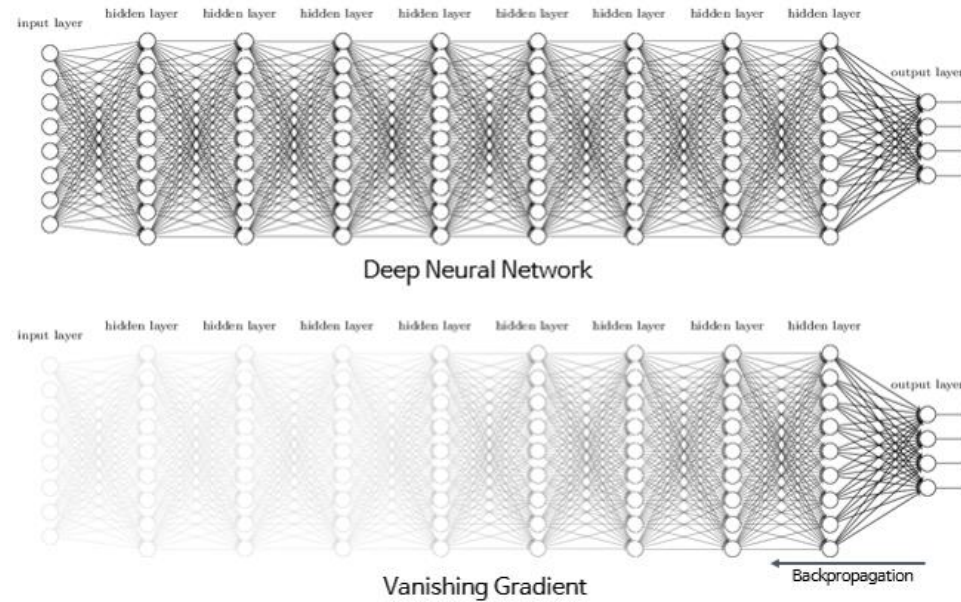 hidden layer hidden layer hidden layer hidden layer hidden layer hidden layer hidden layer hidden layer
input layer
output layer
Deep Neural Network
hidden layer hidden layer hidden layer hidden layer hidden layer hidden layer hidden layer hidden layer
input layer
output layer
Backpropagation
Vanishing Gradient